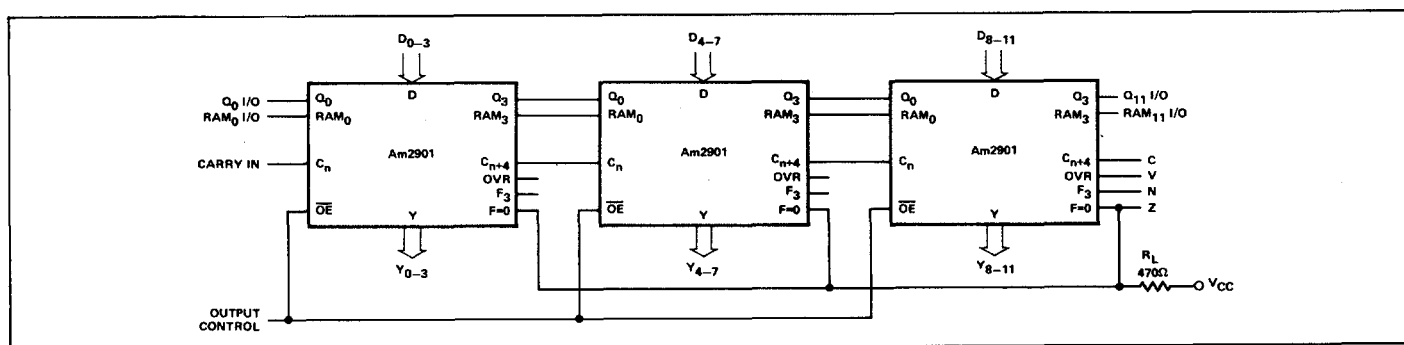 D0–3 D4–7 D8–11
Q0 I/O Q0 D Q3 Q0 D Q3 Q0 D Q3 Q11 I/O
RAM0 I/O RAM0 RAM3 RAM0 RAM3 RAM0 RAM3 RAM11 I/O
Am2901 Am2901 Am2901
CARRY IN Cn Cn+4 Cn Cn+4 Cn Cn+4 C
OVR OVR OVR V
F3 F3 F3 N
OE F=0 OE F=0 OE F=0 Z
Y Y Y
Y0–3 Y4–7 Y8–11
RL
470Ω
VCC
OUTPUT
CONTROL